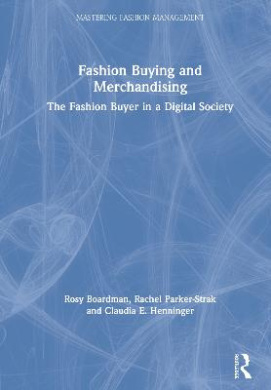 MASTERING FASHION MANAGEMENT
Fashion Buying and
Merchandising
The Fashion Buyer in a Digital Society
Rosy Boardman, Rachel Parker-Strak
and Claudia E. Henninger
R
ROUTLEDGE